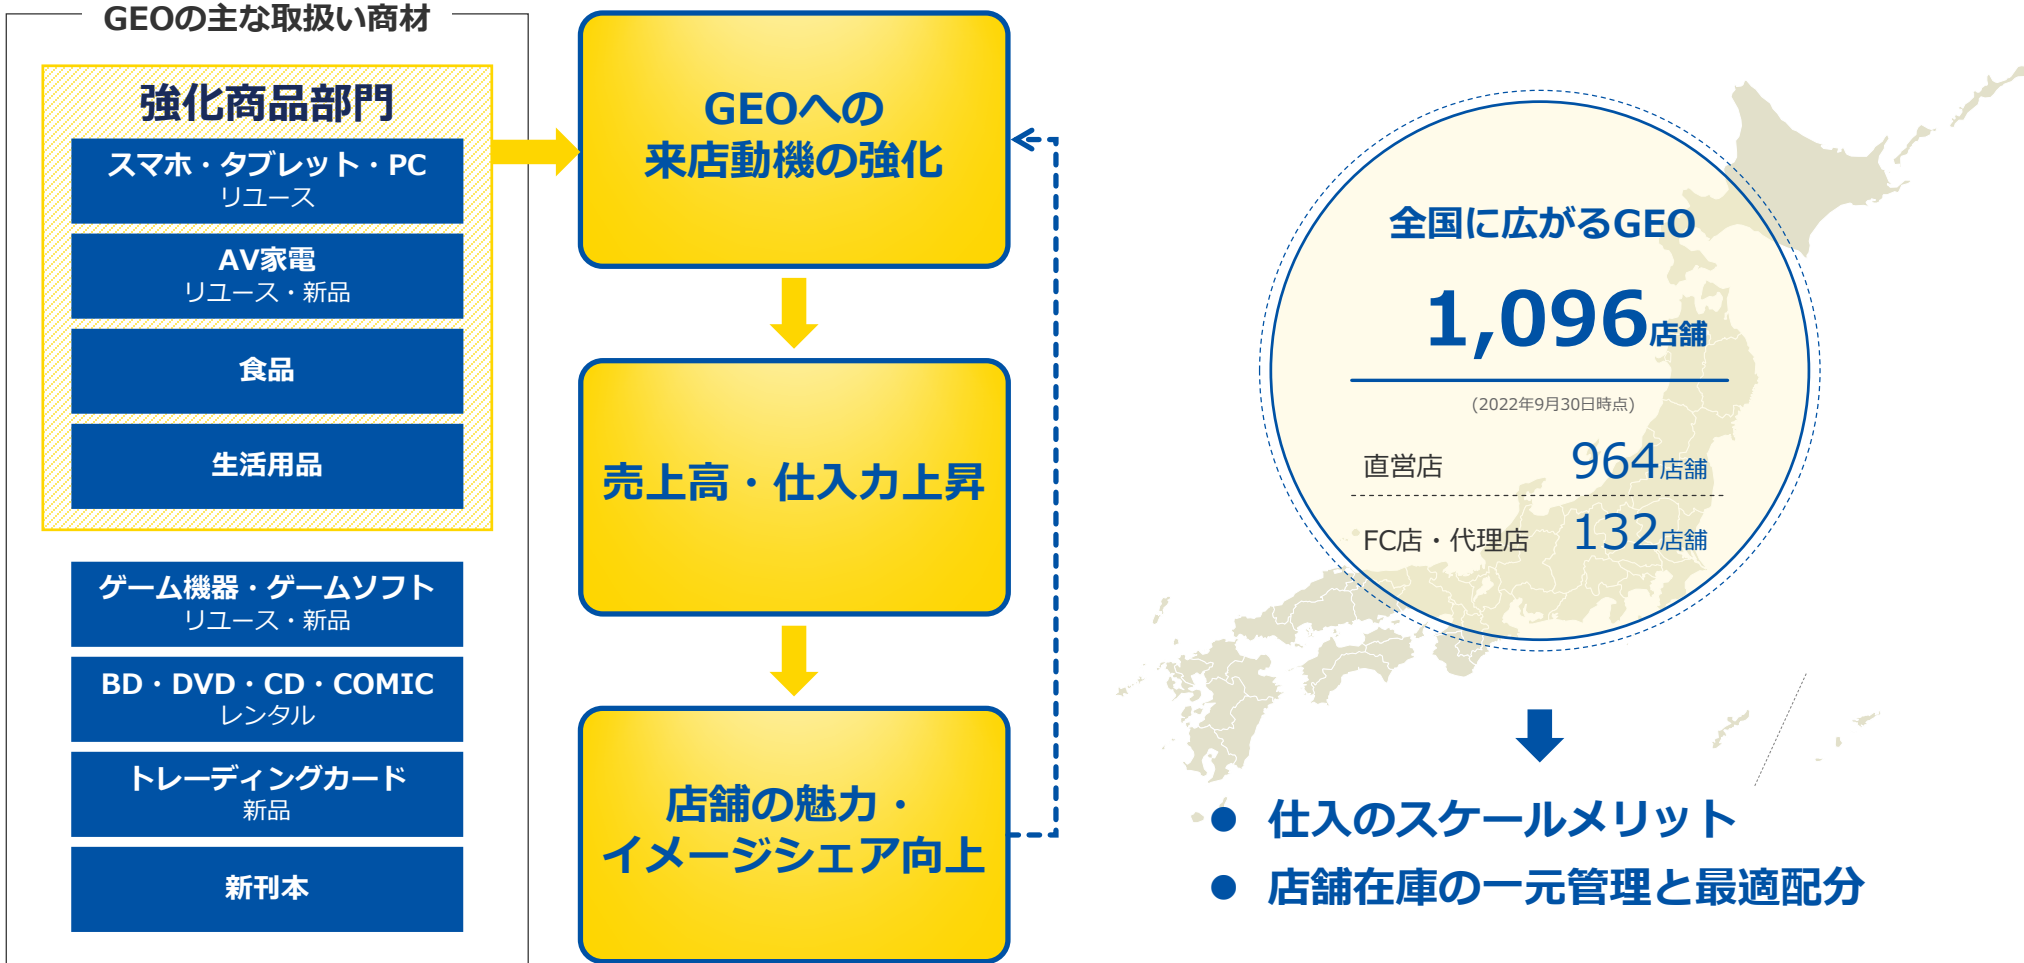 GEOの主な取扱い商材
強化商品部門
スマホ・タブレット・PC
リユース
AV家電
リユース・新品
食品
生活用品
ゲーム機器・ゲームソフト
リユース・新品
BD・DVD・CD・COMIC
レンタル
トレーディングカード
新品
新刊本
GEOへの
来店動機の強化
売上高・仕入力上昇
店舗の魅力・
イメージシェア向上
全国に広がるGEO
1,096店舗
(2022年9月30日時点)
直営店 964店舗
FC店・代理店 132店舗
● 仕入のスケールメリット
● 店舗在庫の一元管理と最適配分